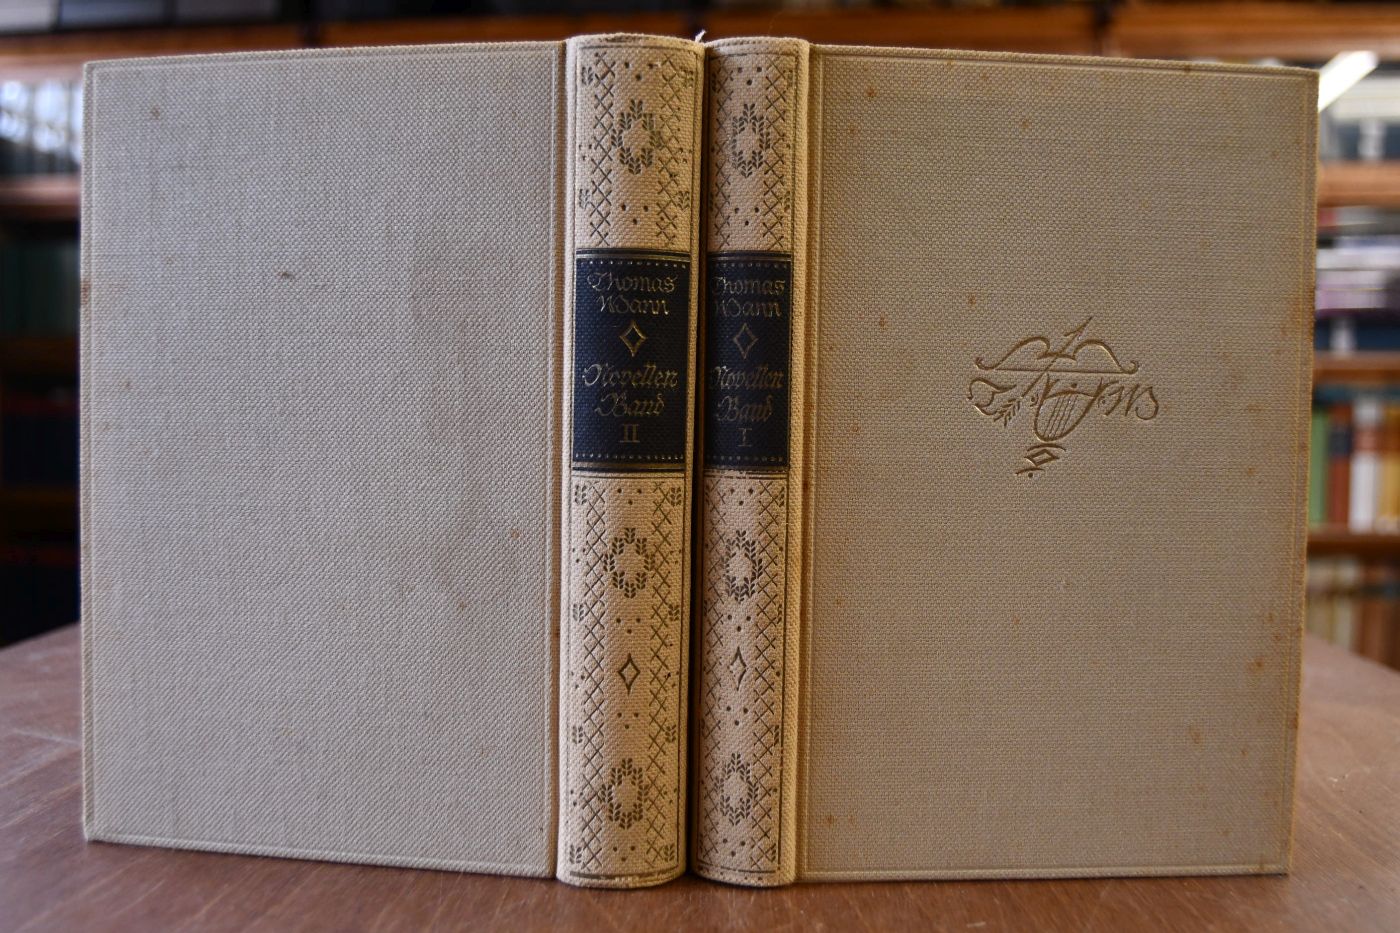 Thomas
Mann
Novellen
Band
II
Thomas
Mann
Novellen
Band
I